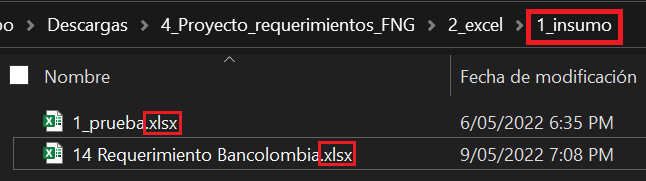 po > Descargas > 4_Proyecto_requerimientos_FNG > 2_excel > 1_insumo
Nombre Fecha de modificación
1_prueba.xlsx 6/05/2022 6:35 PM
14 Requerimiento Bancolombia.xlsx 9/05/2022 7:08 PM